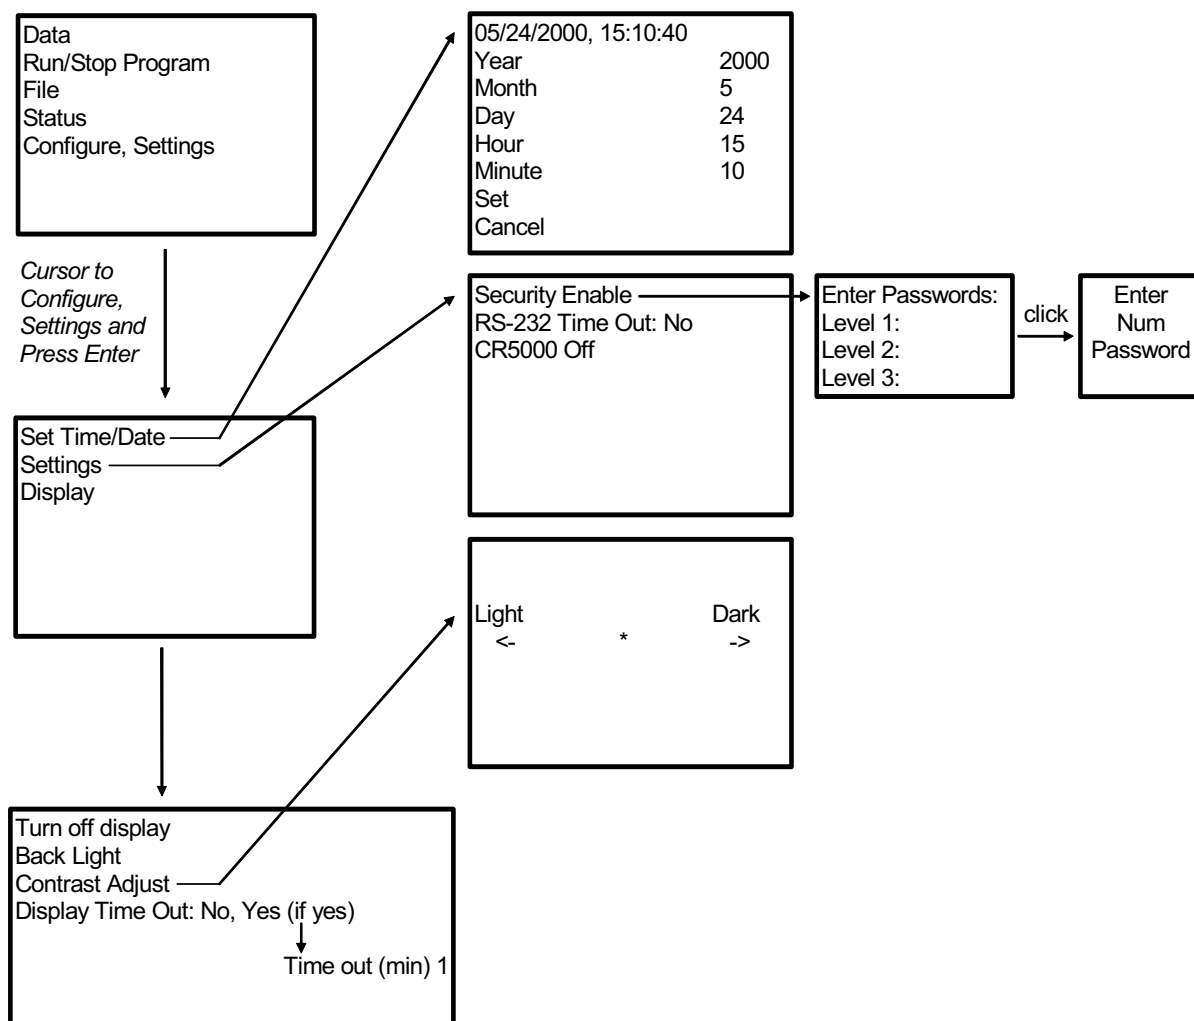 Data
Run/Stop Program
File
Status
Configure, Settings
Cursor to
Configure,
Settings and
Press Enter
Set Time/Date
Settings
Display
05/24/2000, 15:10:40
Year 2000
Month 5
Day 24
Hour 15
Minute 10
Set
Cancel
Security Enable
RS-232 Time Out: No
CR5000 Off
Enter Passwords:
Level 1:
Level 2:
Level 3:
click
Enter
Num
Password
Light Dark
<- * ->
Turn off display
Back Light
Contrast Adjust
Display Time Out: No, Yes (if yes)
Time out (min) 1